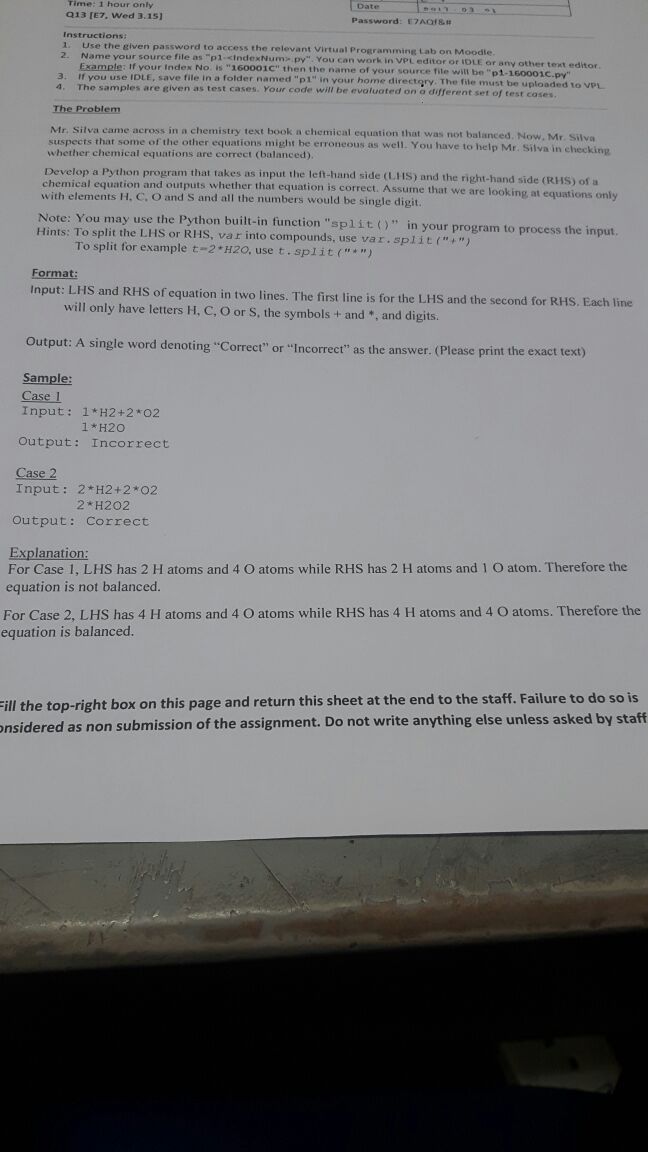 Time: 1 hour only
Date
Q13 [E7, Wed 3.15]
Password: E7AQf&#
Instructions:
1. Use the given password to access the relevant Virtual Programming Lab on Moodle.
2. Name your source file as "p1-<IndexNum>.py". You can work in VPL editor or IDLE or any other text editor.
Example: If your Index No. is "160001C" then the name of your source file will be "p1-160001C.py"
3. If you use IDLE, save file in a folder named "p1" in your home directory. The file must be uploaded to VPL.
4. The samples are given as test cases. Your code will be evaluated on a different set of test cases.
The Problem
Mr. Silva came across in a chemistry text book a chemical equation that was not balanced. Now, Mr. Silva
suspects that some of the other equations might be erroneous as well. You have to help Mr. Silva in checking
whether chemical equations are correct (balanced).
Develop a Python program that takes as input the left-hand side (LHS) and the right-hand side (RHS) of a
chemical equation and outputs whether that equation is correct. Assume that we are looking at equations only
with elements H, C, O and S and all the numbers would be single digit.
Note: You may use the Python built-in function "split()" in your program to process the input.
Hints: To split the LHS or RHS, var into compounds, use var.split("+")
To split for example t=2*H2O, use t.split("*")
Format:
Input: LHS and RHS of equation in two lines. The first line is for the LHS and the second for RHS. Each line
will only have letters H, C, O or S, the symbols + and *, and digits.
Output: A single word denoting "Correct" or "Incorrect" as the answer. (Please print the exact text)
Sample:
Case 1
Input: 1*H2+2*O2
1*H2O
Output: Incorrect
Case 2
Input: 2*H2+2*O2
2*H2O2
Output: Correct
Explanation:
For Case 1, LHS has 2 H atoms and 4 O atoms while RHS has 2 H atoms and 1 O atom. Therefore the
equation is not balanced.
For Case 2, LHS has 4 H atoms and 4 O atoms while RHS has 4 H atoms and 4 O atoms. Therefore the
equation is balanced.
Fill the top-right box on this page and return this sheet at the end to the staff. Failure to do so is
onsidered as non submission of the assignment. Do not write anything else unless asked by staff